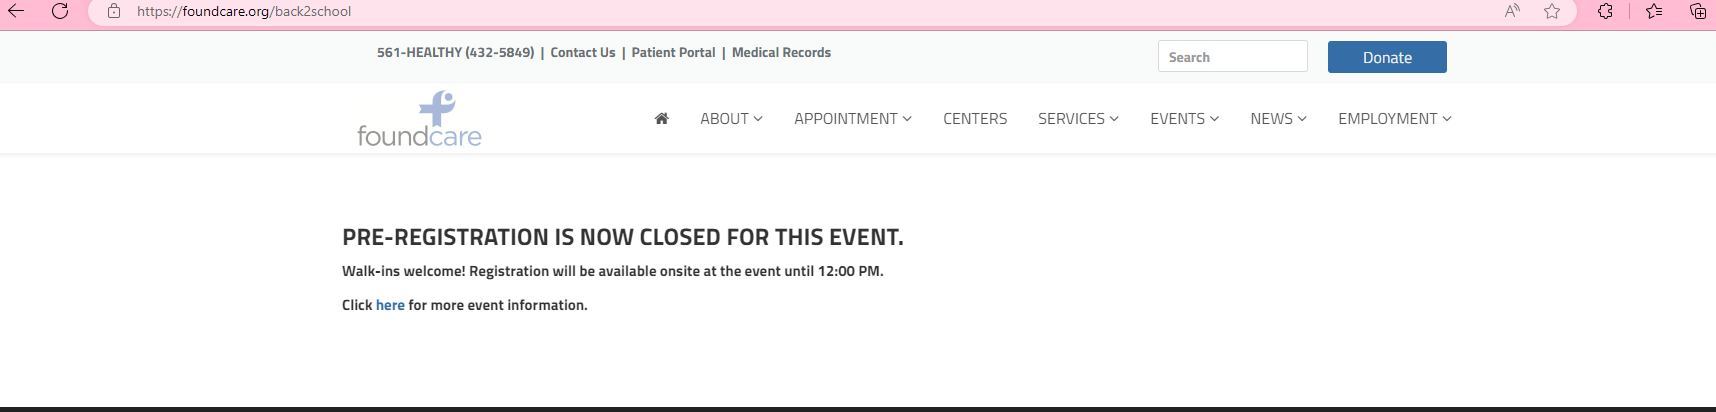 https://foundcare.org/back2school
561-HEALTHY (432-5849) | Contact Us | Patient Portal | Medical Records
Search
Donate
foundcare
ABOUT APPOINTMENT CENTERS SERVICES EVENTS NEWS EMPLOYMENT
PRE-REGISTRATION IS NOW CLOSED FOR THIS EVENT.
Walk-ins welcome! Registration will be available onsite at the event until 12:00 PM.
Click here for more event information.